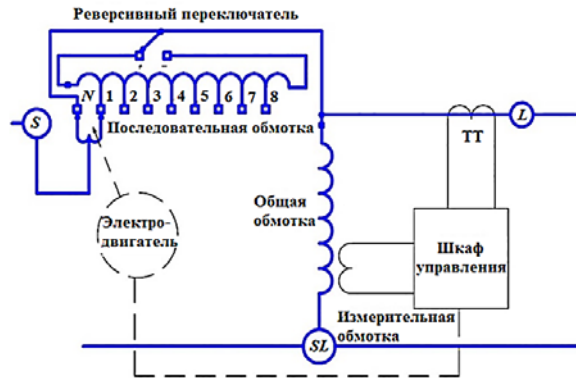 Реверсивный переключатель
+ -
N 1 2 3 4 5 6 7 8
S
Последовательная обмотка
L
ТТ
Общая
обмотка
Электро-
двигатель
Шкаф
управления
Измерительная
обмотка
SL